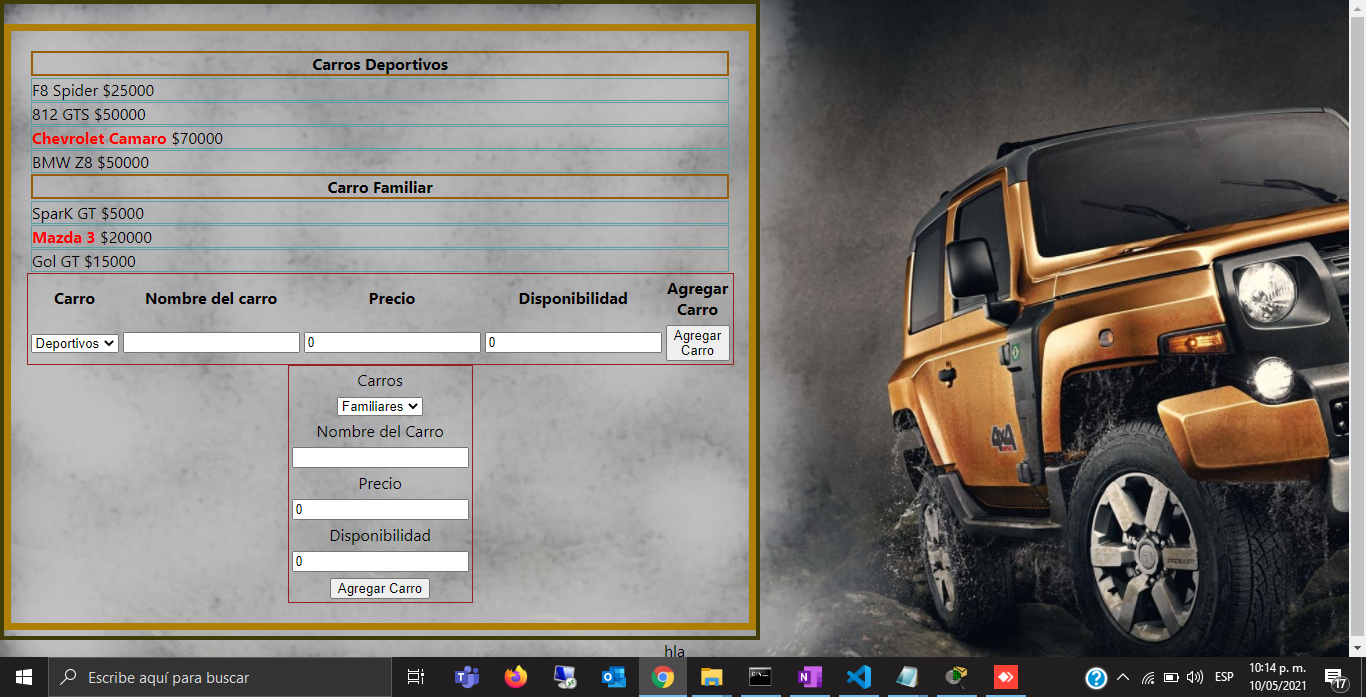 Carros Deportivos
F8 Spider $25000
812 GTS $50000
Chevrolet Camaro $70000
BMW Z8 $50000
Carro Familiar
SparK GT $5000
Mazda 3 $20000
Gol GT $15000
Carro Nombre del carro Precio Disponibilidad Agregar Carro
Deportivos 0 0 Agregar Carro
Carros
Familiares
Nombre del Carro
Precio
0
Disponibilidad
0
Agregar Carro
4x4
hla
Escribe aquí para buscar
ESP
10:14 p. m.
10/05/2021
17